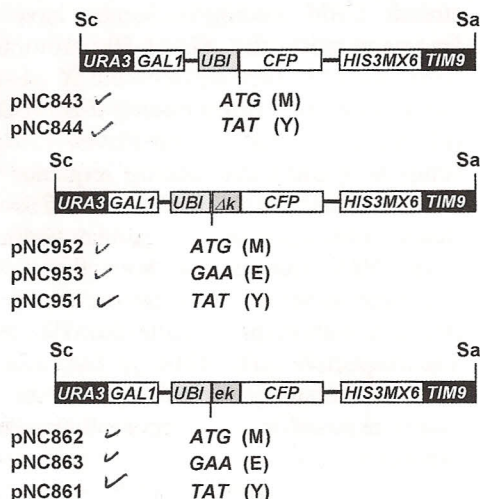 Sc Sa
URA3 GAL1 UBI CFP HIS3MX6 TIM9
pNC843 ATG (M)
pNC844 TAT (Y)
Sc Sa
URA3 GAL1 UBI Δk CFP HIS3MX6 TIM9
pNC952 ATG (M)
pNC953 GAA (E)
pNC951 TAT (Y)
Sc Sa
URA3 GAL1 UBI ek CFP HIS3MX6 TIM9
pNC862 ATG (M)
pNC863 GAA (E)
pNC861 TAT (Y)